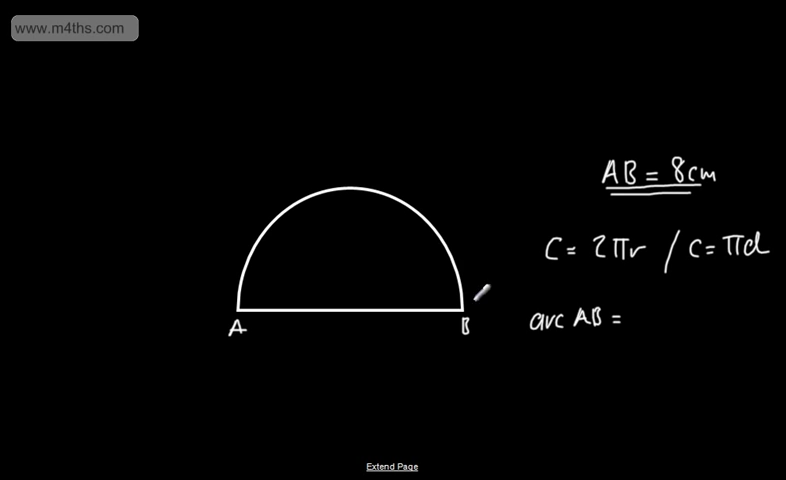 www.m4ths.com
AB = 8cm
C = 2πr / C = πd
arc AB =
A B
Extend Page